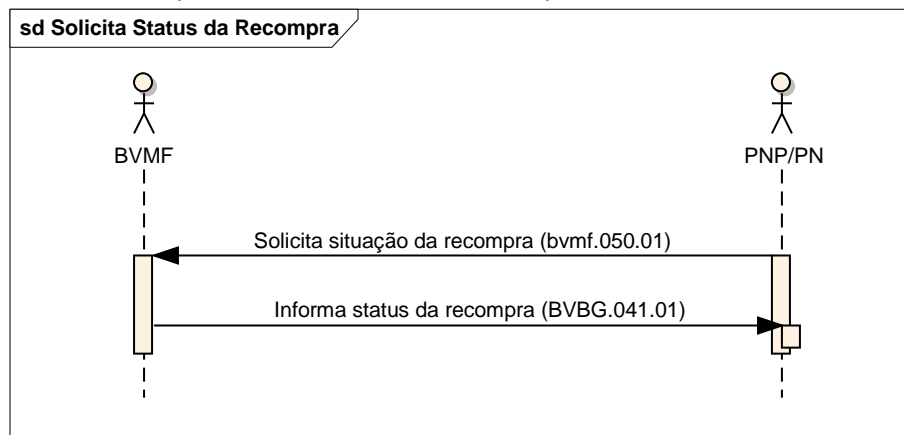 sd Solicita Status da Recompra
BVMF
PNP/PN
Solicita situação da recompra (bvmf.050.01)
Informa status da recompra (BVBG.041.01)